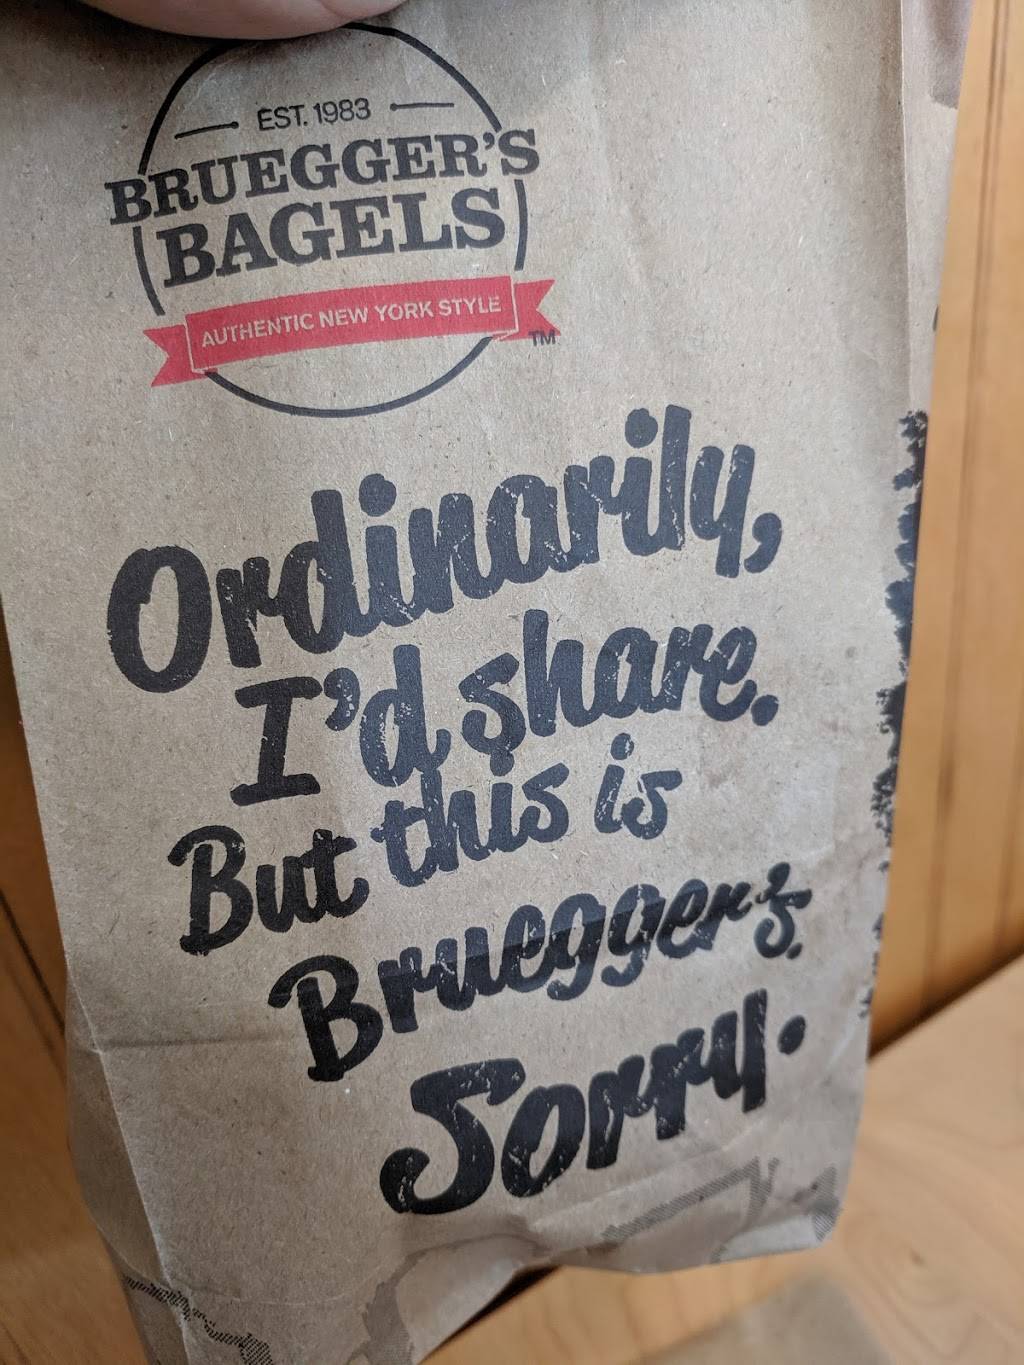 EST. 1983
BRUEGGER'S
BAGELS
AUTHENTIC NEW YORK STYLE
TM
Ordinarily,
I'd share.
But this is
Bruegger's.
Sorry.